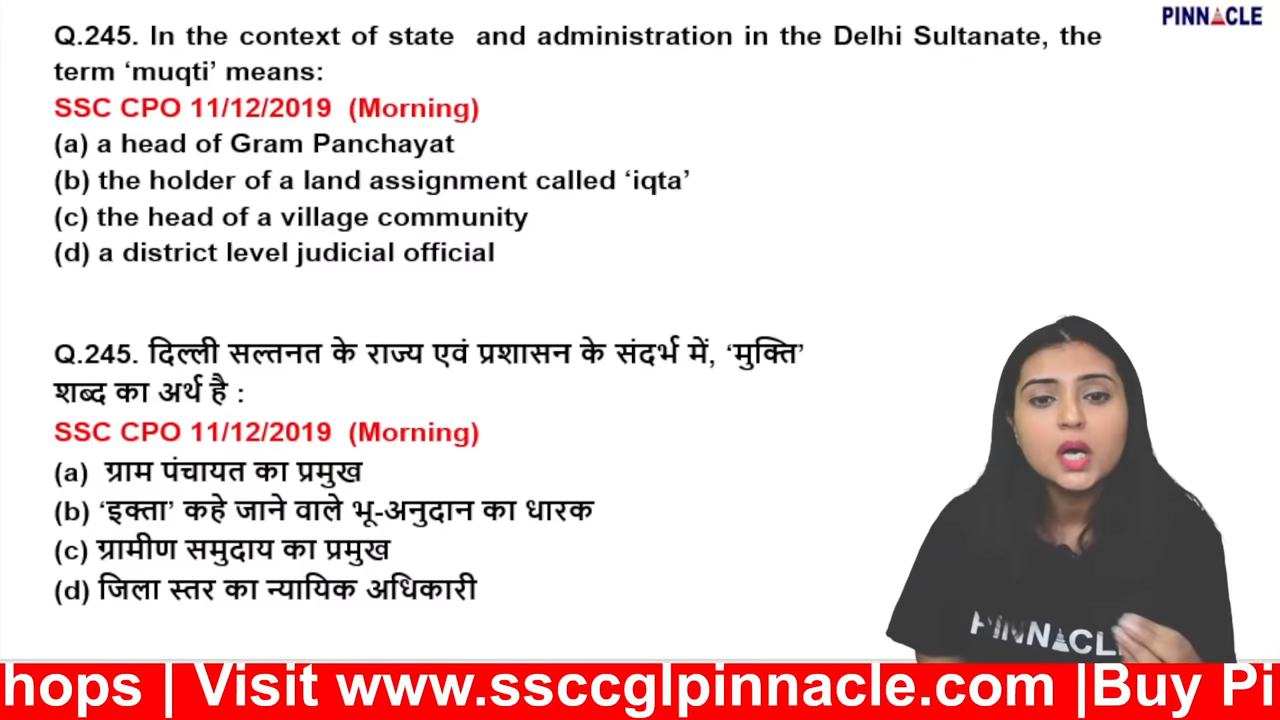 PINNACLE
Q.245. In the context of state and administration in the Delhi Sultanate, the
term ‘muqti’ means:
SSC CPO 11/12/2019 (Morning)
(a) a head of Gram Panchayat
(b) the holder of a land assignment called ‘iqta’
(c) the head of a village community
(d) a district level judicial official
Q.245. दिल्ली सल्तनत के राज्य एवं प्रशासन के संदर्भ में, ‘मुक्ति’
शब्द का अर्थ है :
SSC CPO 11/12/2019 (Morning)
(a) ग्राम पंचायत का प्रमुख
(b) ‘इक्ता’ कहे जाने वाले भू-अनुदान का धारक
(c) ग्रामीण समुदाय का प्रमुख
(d) जिला स्तर का न्यायिक अधिकारी
PINNACL
hops | Visit www.ssccglpinnacle.com |Buy Pi